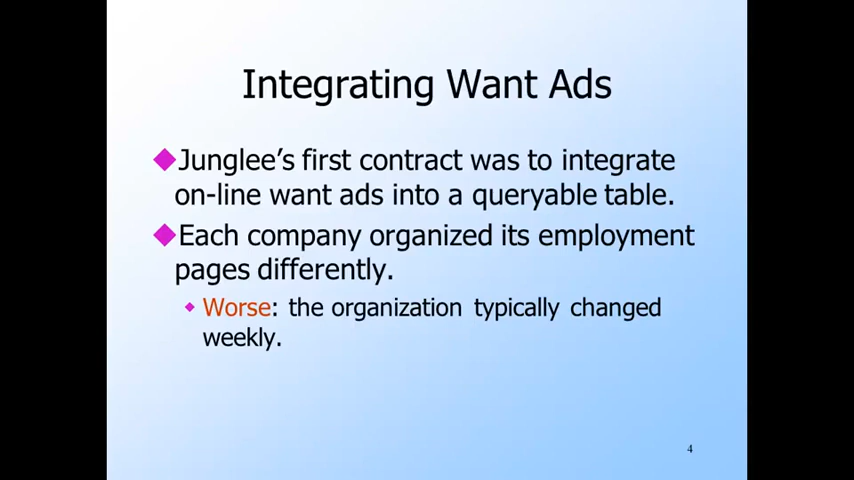 Integrating Want Ads
Junglee's first contract was to integrate
on-line want ads into a queryable table.
Each company organized its employment
pages differently.
Worse: the organization typically changed
weekly.
4